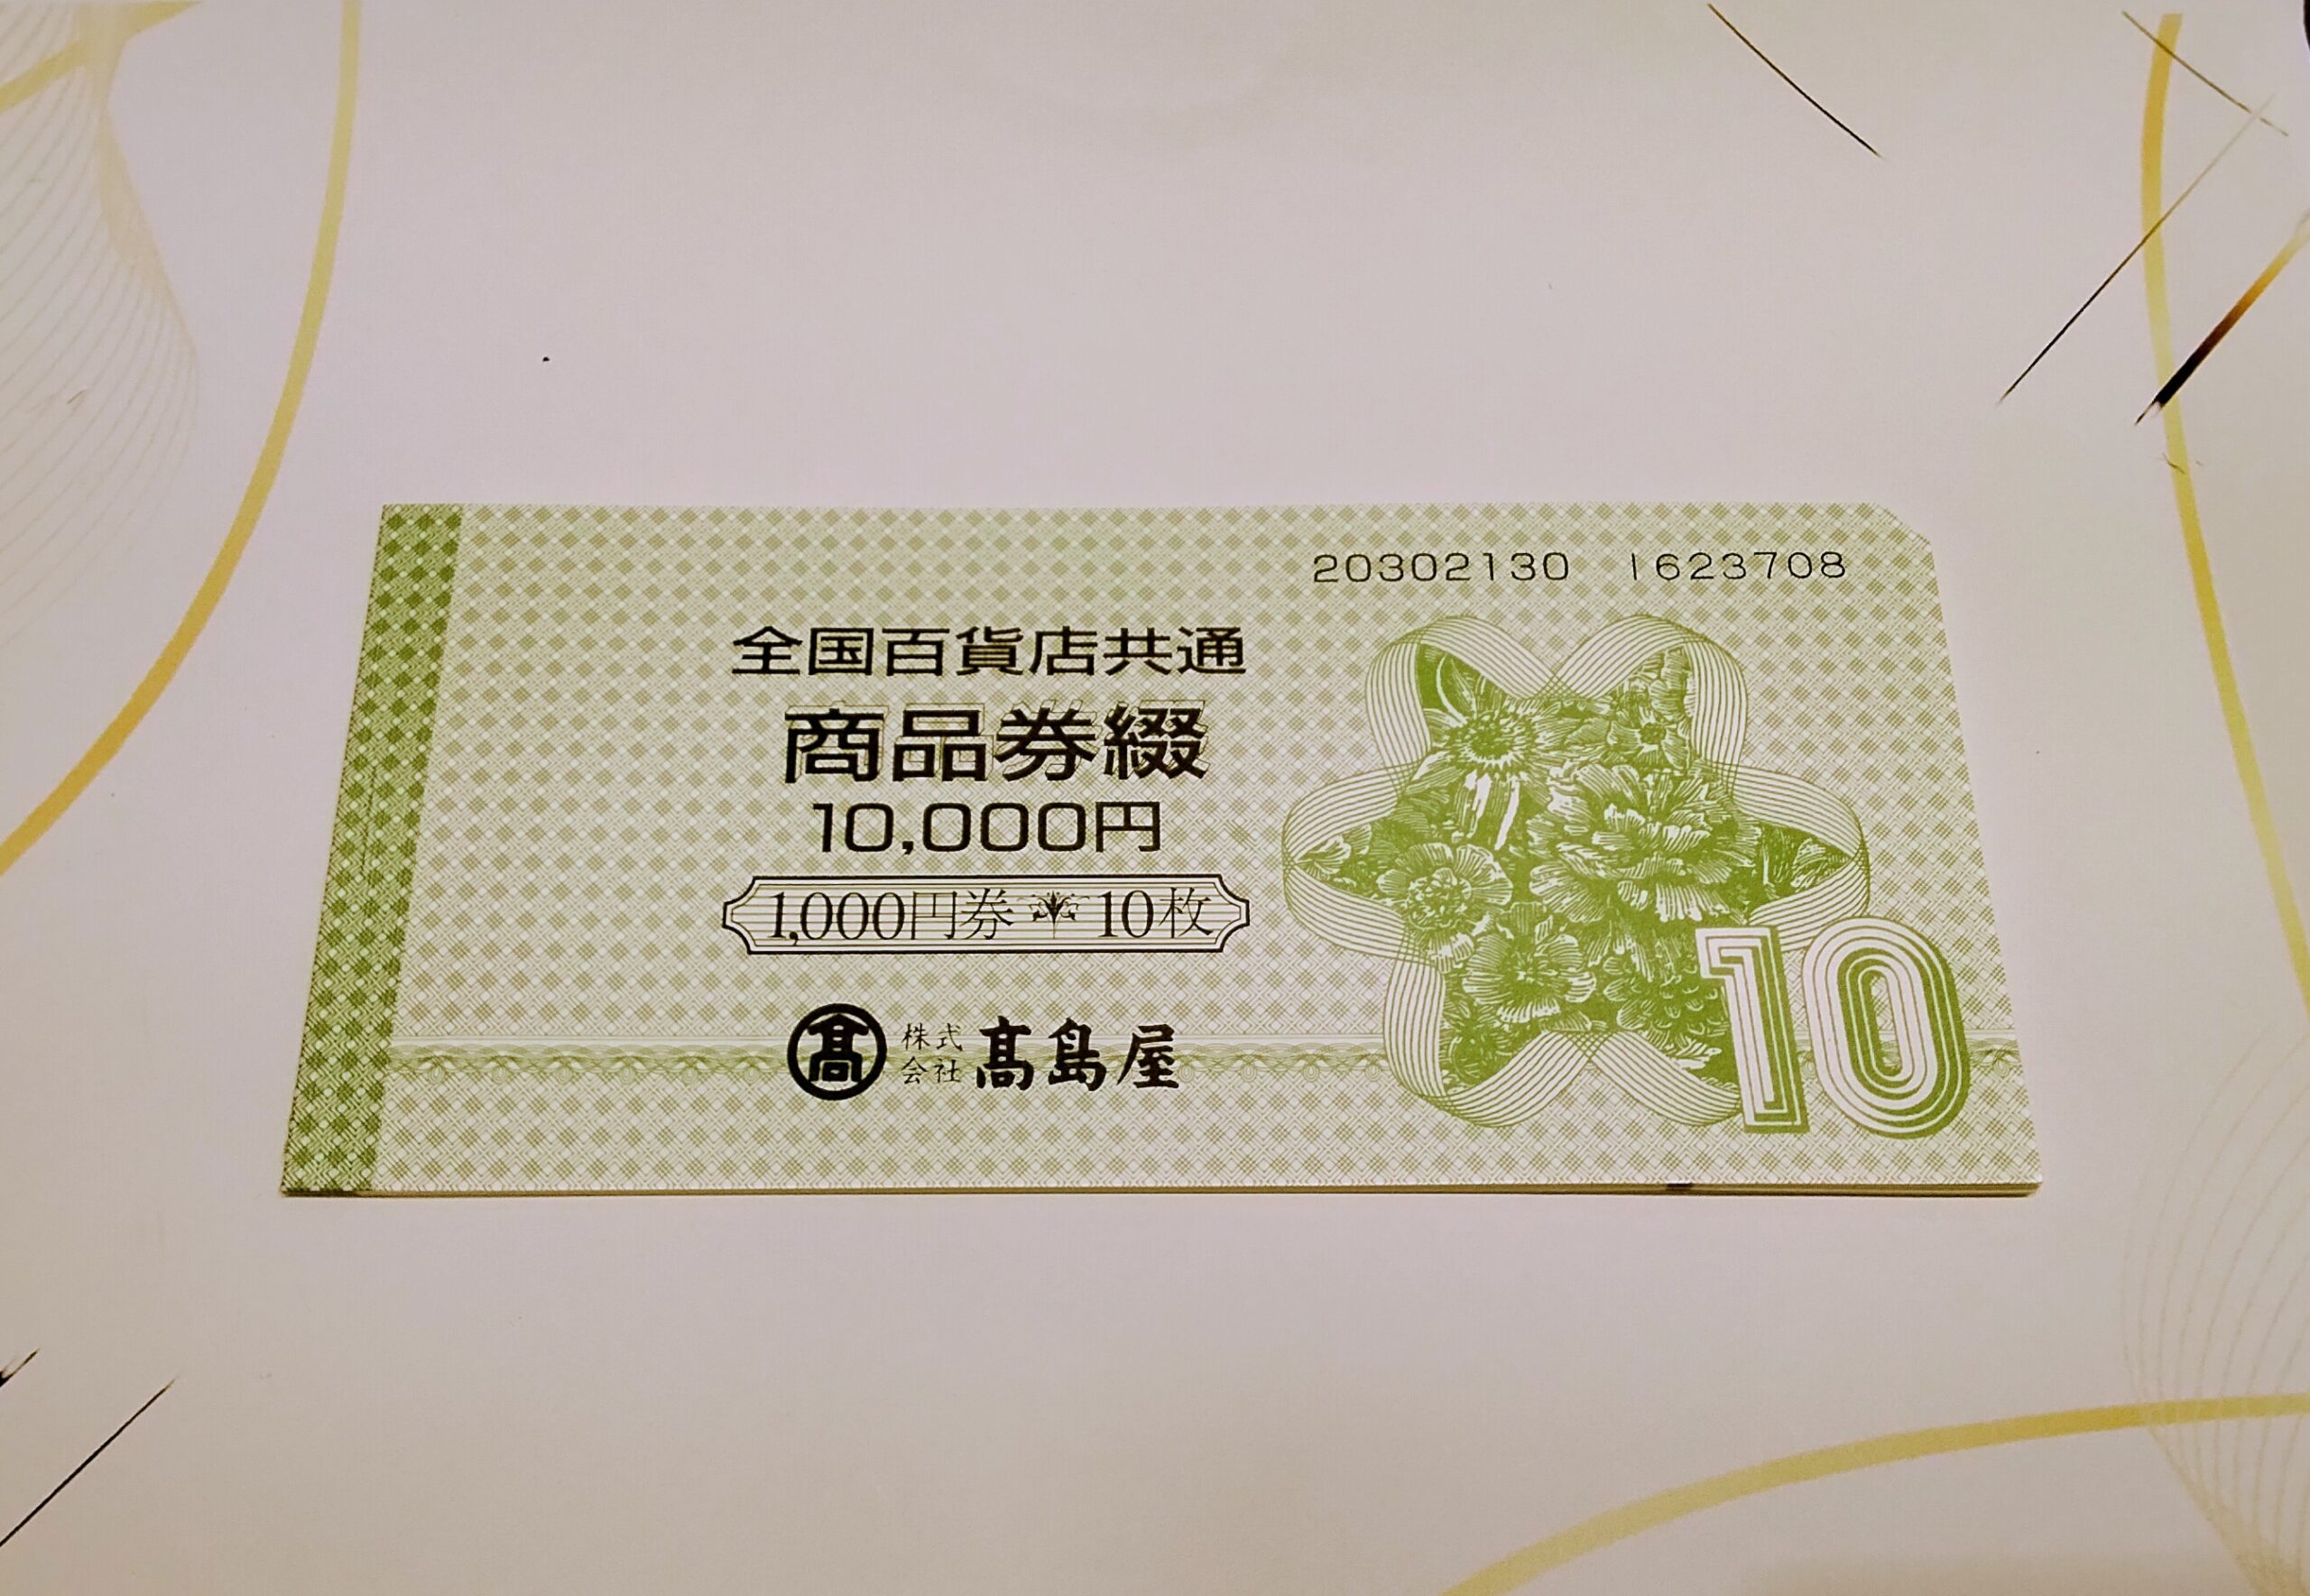 20302130 1623708
全国百貨店共通
商品券綴
10,000円
1,000円券 10枚
髙 株式会社 髙島屋
10